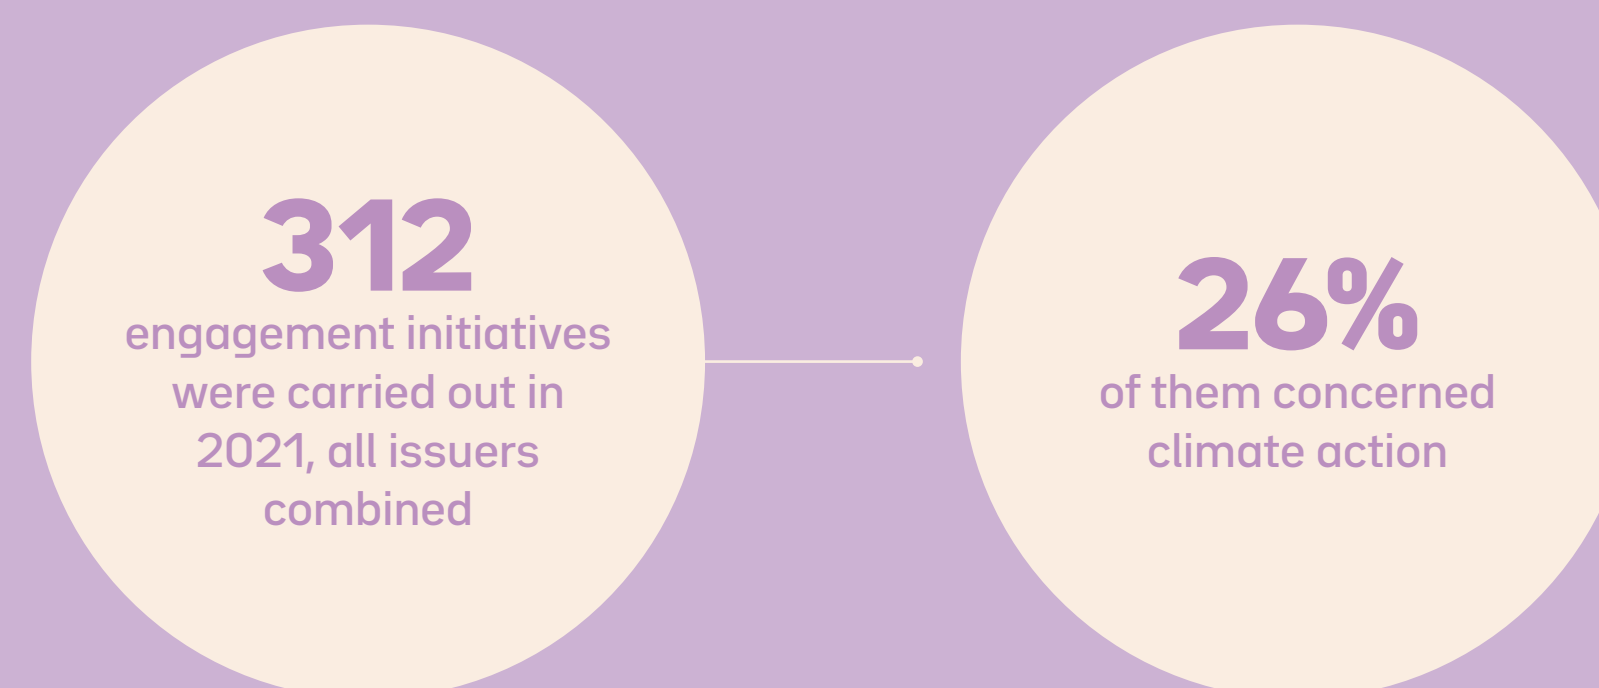 312
engagement initiatives
were carried out in
2021, all issuers
combined
26%
of them concerned
climate action